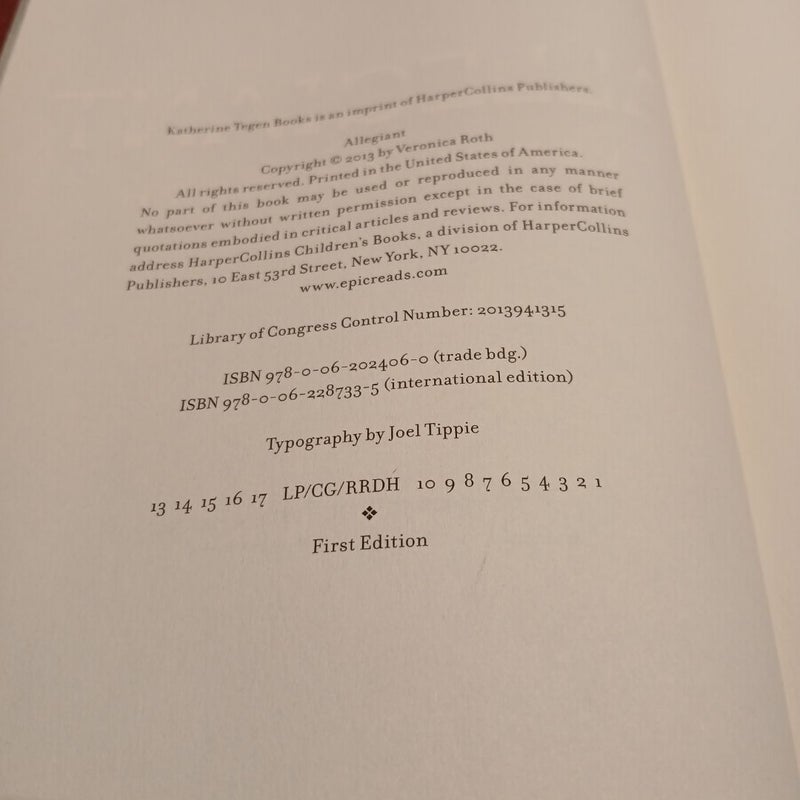 Katherine Tegen Books is an imprint of HarperCollins Publishers.
Allegiant
Copyright © 2013 by Veronica Roth
All rights reserved. Printed in the United States of America.
No part of this book may be used or reproduced in any manner
whatsoever without written permission except in the case of brief
quotations embodied in critical articles and reviews. For information
address HarperCollins Children's Books, a division of HarperCollins
Publishers, 10 East 53rd Street, New York, NY 10022.
www.epicreads.com
Library of Congress Control Number: 2013941315
ISBN 978-0-06-202406-0 (trade bdg.)
ISBN 978-0-06-228733-5 (international edition)
Typography by Joel Tippie
13 14 15 16 17 LP/CG/RRDH 10 9 8 7 6 5 4 3 2 1
❖
First Edition